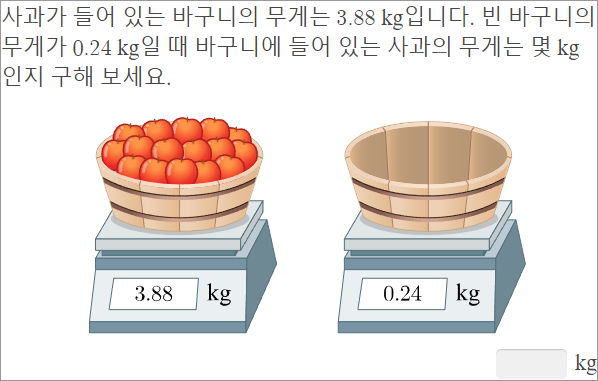 사과가 들어 있는 바구니의 무게는 3.88 kg입니다. 빈 바구니의
무게가 0.24 kg일 때 바구니에 들어 있는 사과의 무게는 몇 kg
인지 구해 보세요.
3.88 kg
0.24 kg
kg